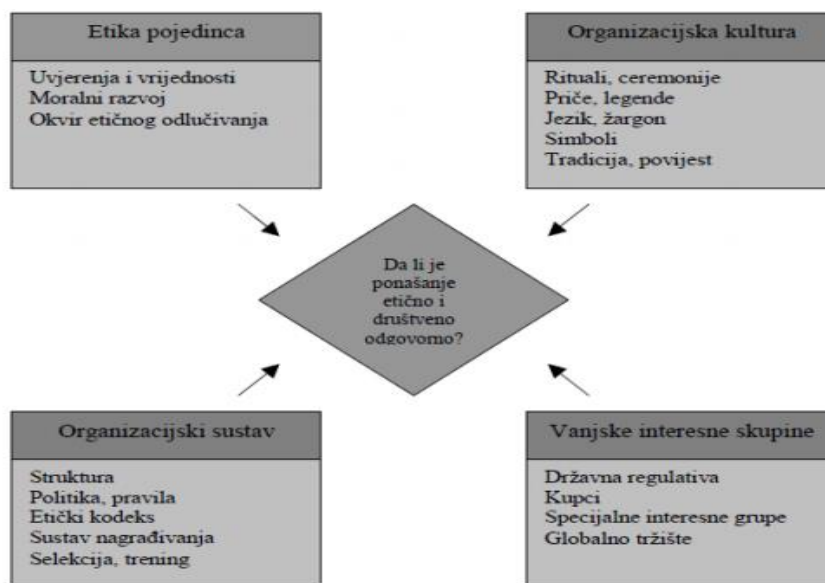 Etika pojedinca
Uvjerenja i vrijednosti
Moralni razvoj
Okvir etičnog odlučivanja
Organizacijska kultura
Rituali, ceremonije
Priče, legende
Jezik, žargon
Simboli
Tradicija, povijest
Da li je
ponašanje
etično i
društveno
odgovorno?
Organizacijski sustav
Struktura
Politika, pravila
Etički kodeks
Sustav nagrađivanja
Selekcija, trening
Vanjske interesne skupine
Državna regulativa
Kupci
Specijalne interesne grupe
Globalno tržište